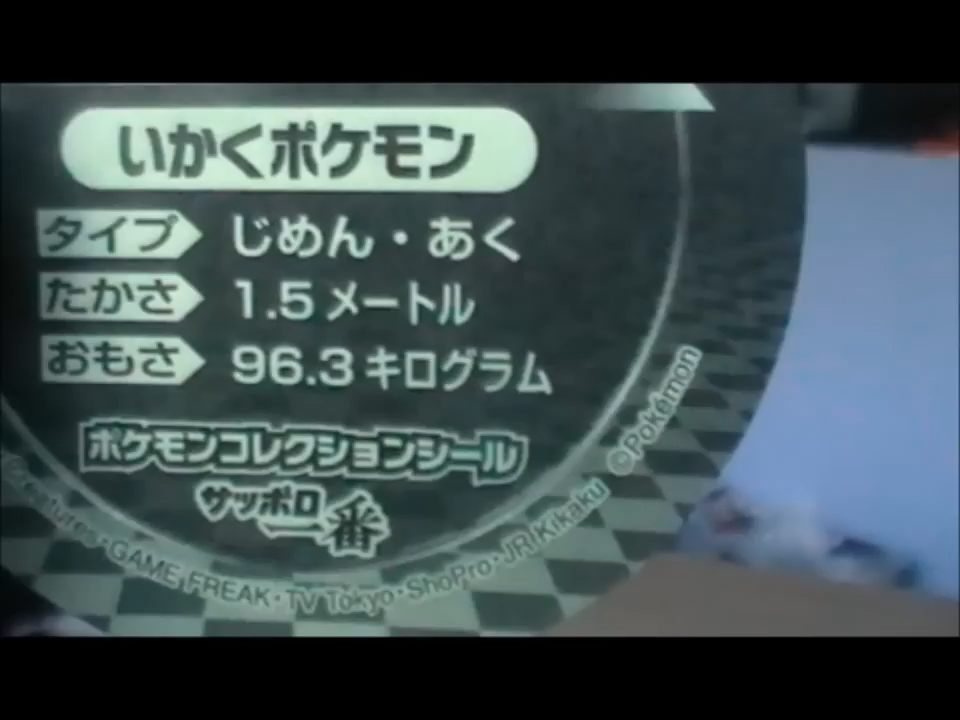 いかくポケモン
タイプ じめん・あく
たかさ 1.5メートル
おもさ 96.3キログラム
ポケモンコレクションシール
サッポロ一番
©Pokémon
Creatures・GAME FREAK・TV Tokyo・ShoPro・JR Kikaku